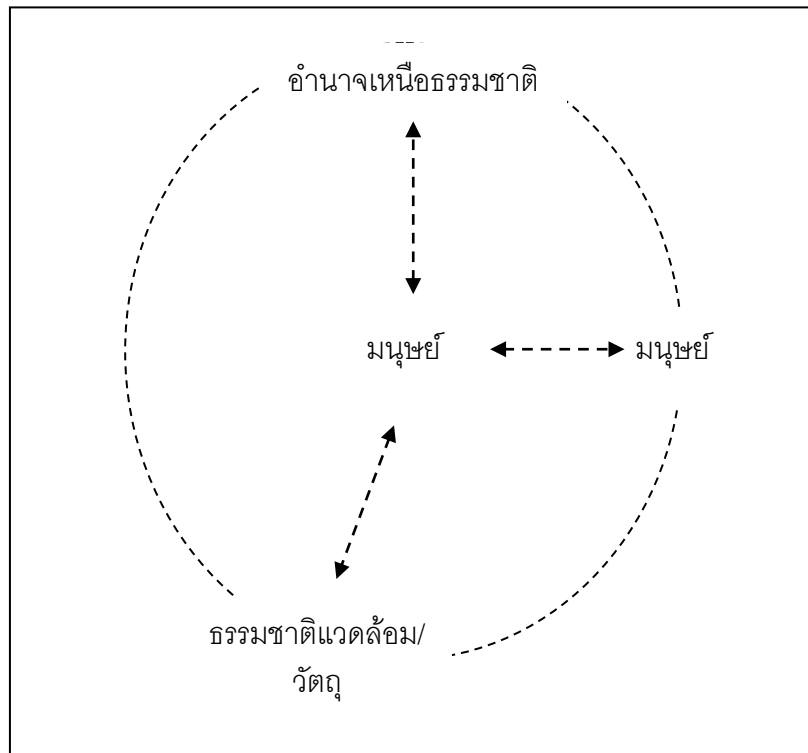 อำนาจเหนือธรรมชาติ
มนุษย์
มนุษย์
ธรรมชาติแวดล้อม/
วัตถุ